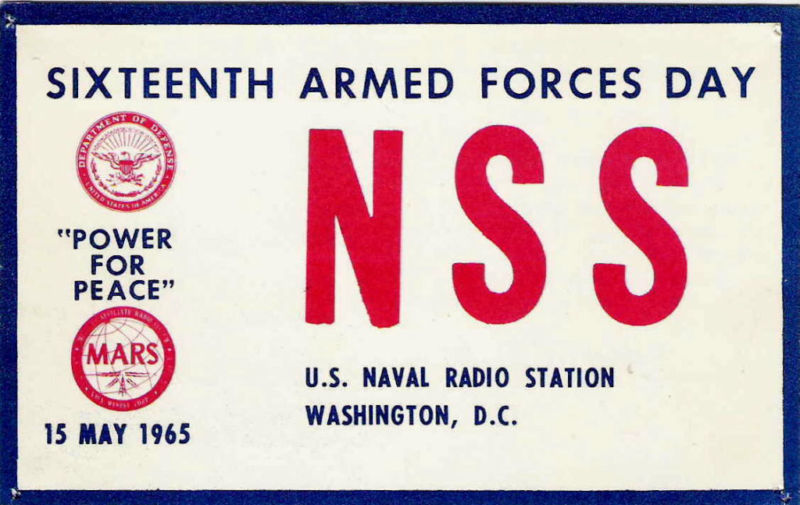 SIXTEENTH ARMED FORCES DAY
DEPARTMENT OF DEFENSE
UNITED STATES OF AMERICA
"POWER
FOR
PEACE"
MARS
15 MAY 1965
NSS
U.S. NAVAL RADIO STATION
WASHINGTON, D.C.